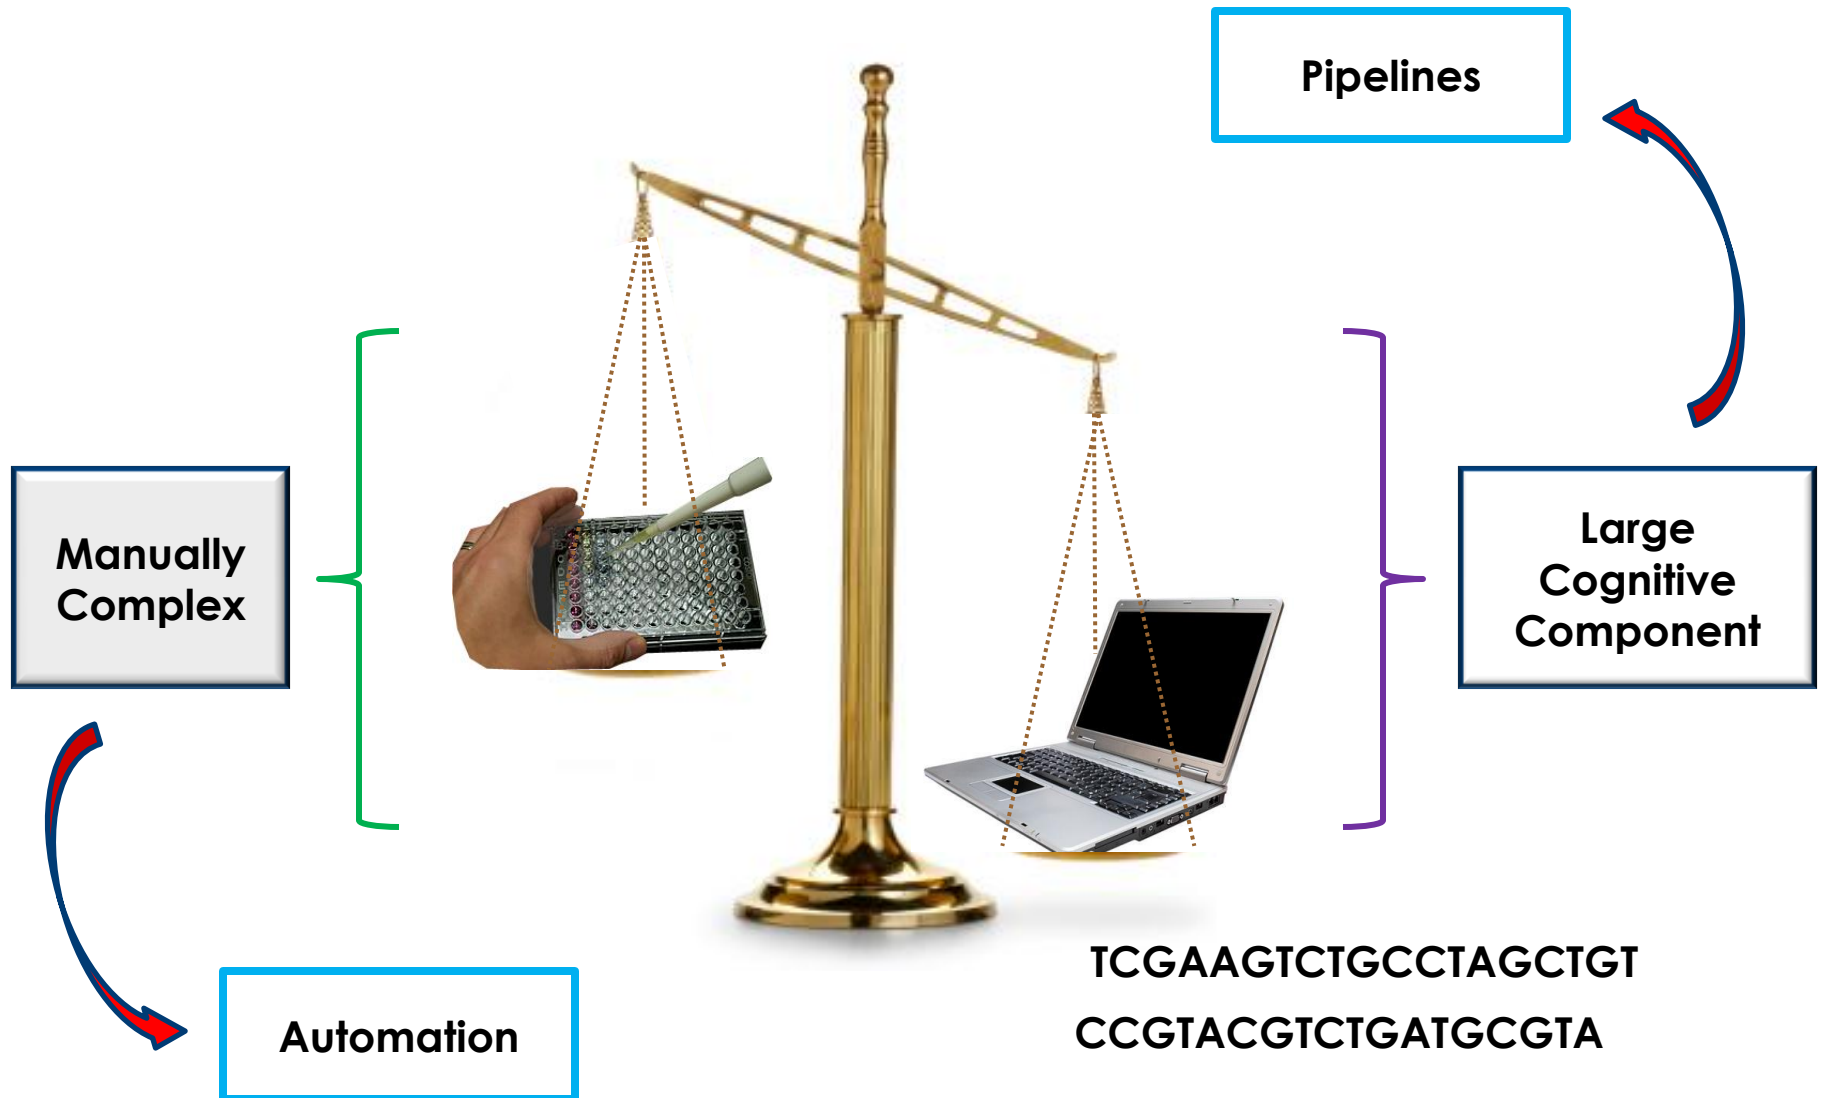 Pipelines
Manually
Complex
Large
Cognitive
Component
TCGAAGTCTGCCTAGCTGT
CCGTACGTCTGATGCGTA
Automation